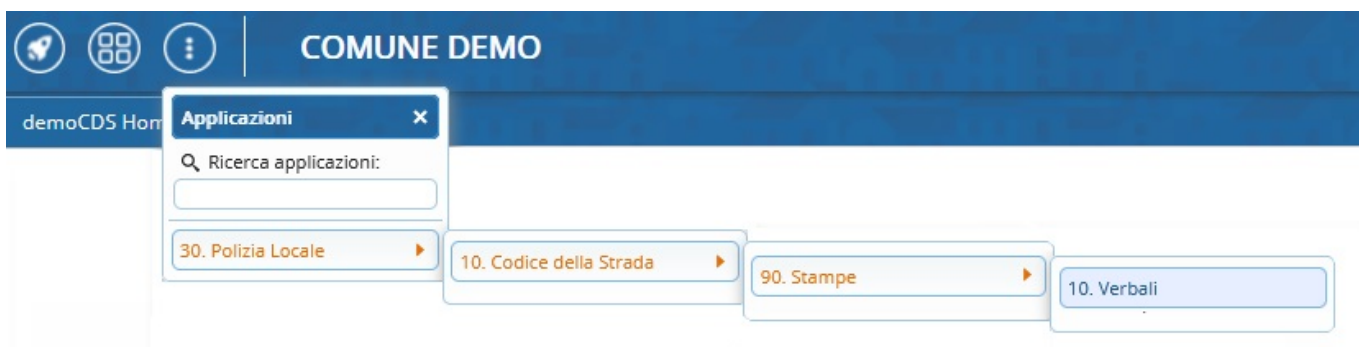 COMUNE DEMO
demoCDS Hom
Applicazioni
Ricerca applicazioni:
30. Polizia Locale
10. Codice della Strada
90. Stampe
10. Verbali